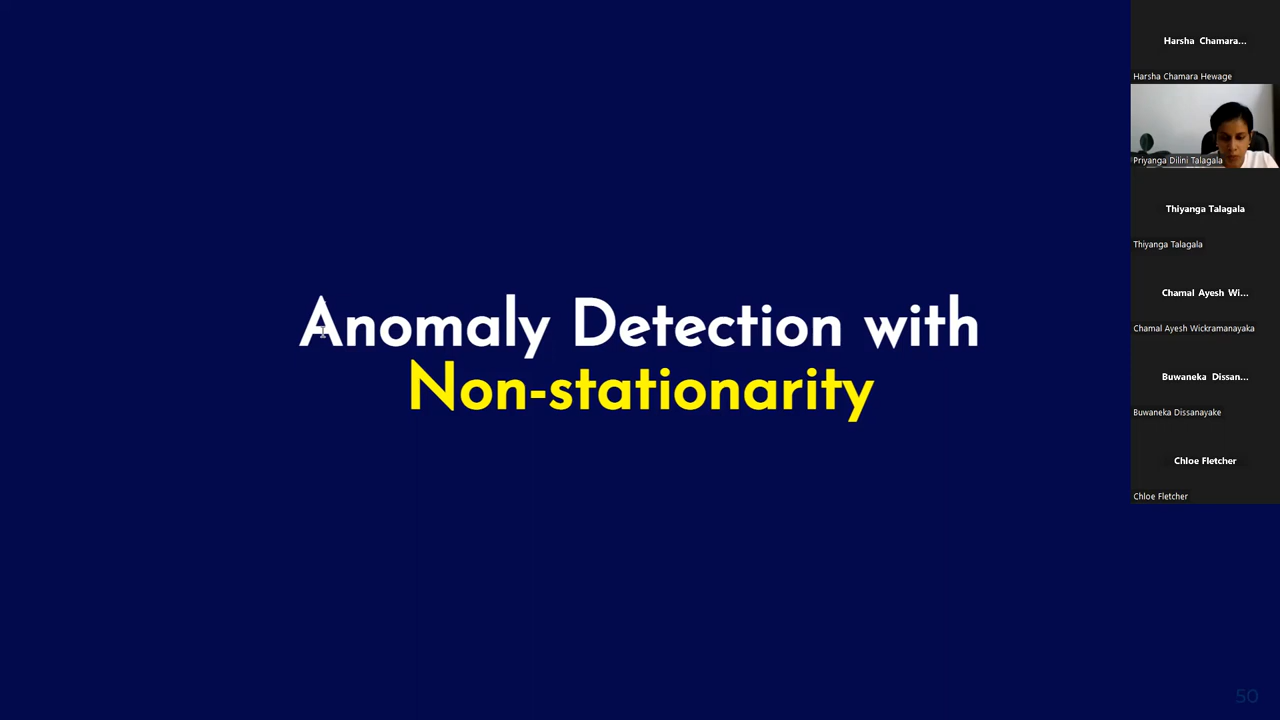 Anomaly Detection with
Non-stationarity
Harsha Chamara...
Harsha Chamara Hewage
Priyanga Dilini Talagala
Thiyanga Talagala
Thiyanga Talagala
Chamal Ayesh Wi...
Chamal Ayesh Wickramanayaka
Buwaneka Dissan...
Buwaneka Dissanayake
Chloe Fletcher
Chloe Fletcher
50